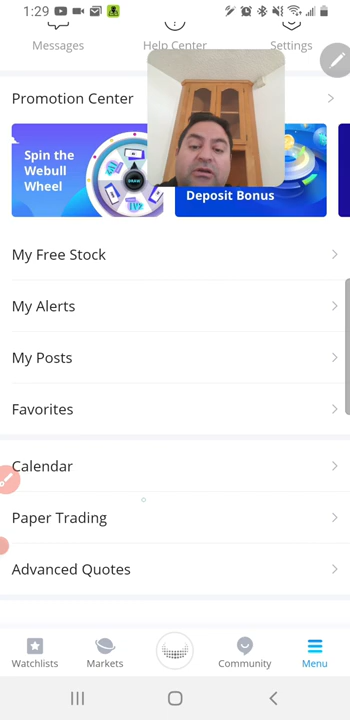 1:29
Messages
Help Center
Settings
Promotion Center
Spin the
Webull
Wheel
DRAW
Deposit Bonus
My Free Stock
My Alerts
My Posts
Favorites
Calendar
Paper Trading
Advanced Quotes
Watchlists
Markets
Community
Menu